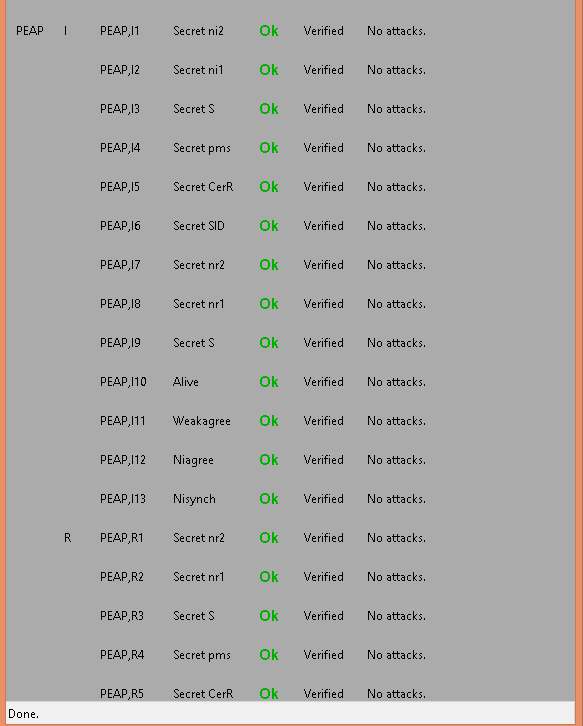 PEAP I PEAP,I1 Secret ni2 Ok Verified No attacks.
PEAP,I2 Secret ni1 Ok Verified No attacks.
PEAP,I3 Secret S Ok Verified No attacks.
PEAP,I4 Secret pms Ok Verified No attacks.
PEAP,I5 Secret CerR Ok Verified No attacks.
PEAP,I6 Secret SID Ok Verified No attacks.
PEAP,I7 Secret nr2 Ok Verified No attacks.
PEAP,I8 Secret nr1 Ok Verified No attacks.
PEAP,I9 Secret S Ok Verified No attacks.
PEAP,I10 Alive Ok Verified No attacks.
PEAP,I11 Weakagree Ok Verified No attacks.
PEAP,I12 Niagree Ok Verified No attacks.
PEAP,I13 Nisynch Ok Verified No attacks.
R PEAP,R1 Secret nr2 Ok Verified No attacks.
PEAP,R2 Secret nr1 Ok Verified No attacks.
PEAP,R3 Secret S Ok Verified No attacks.
PEAP,R4 Secret pms Ok Verified No attacks.
PEAP,R5 Secret CerR Ok Verified No attacks.
Done.